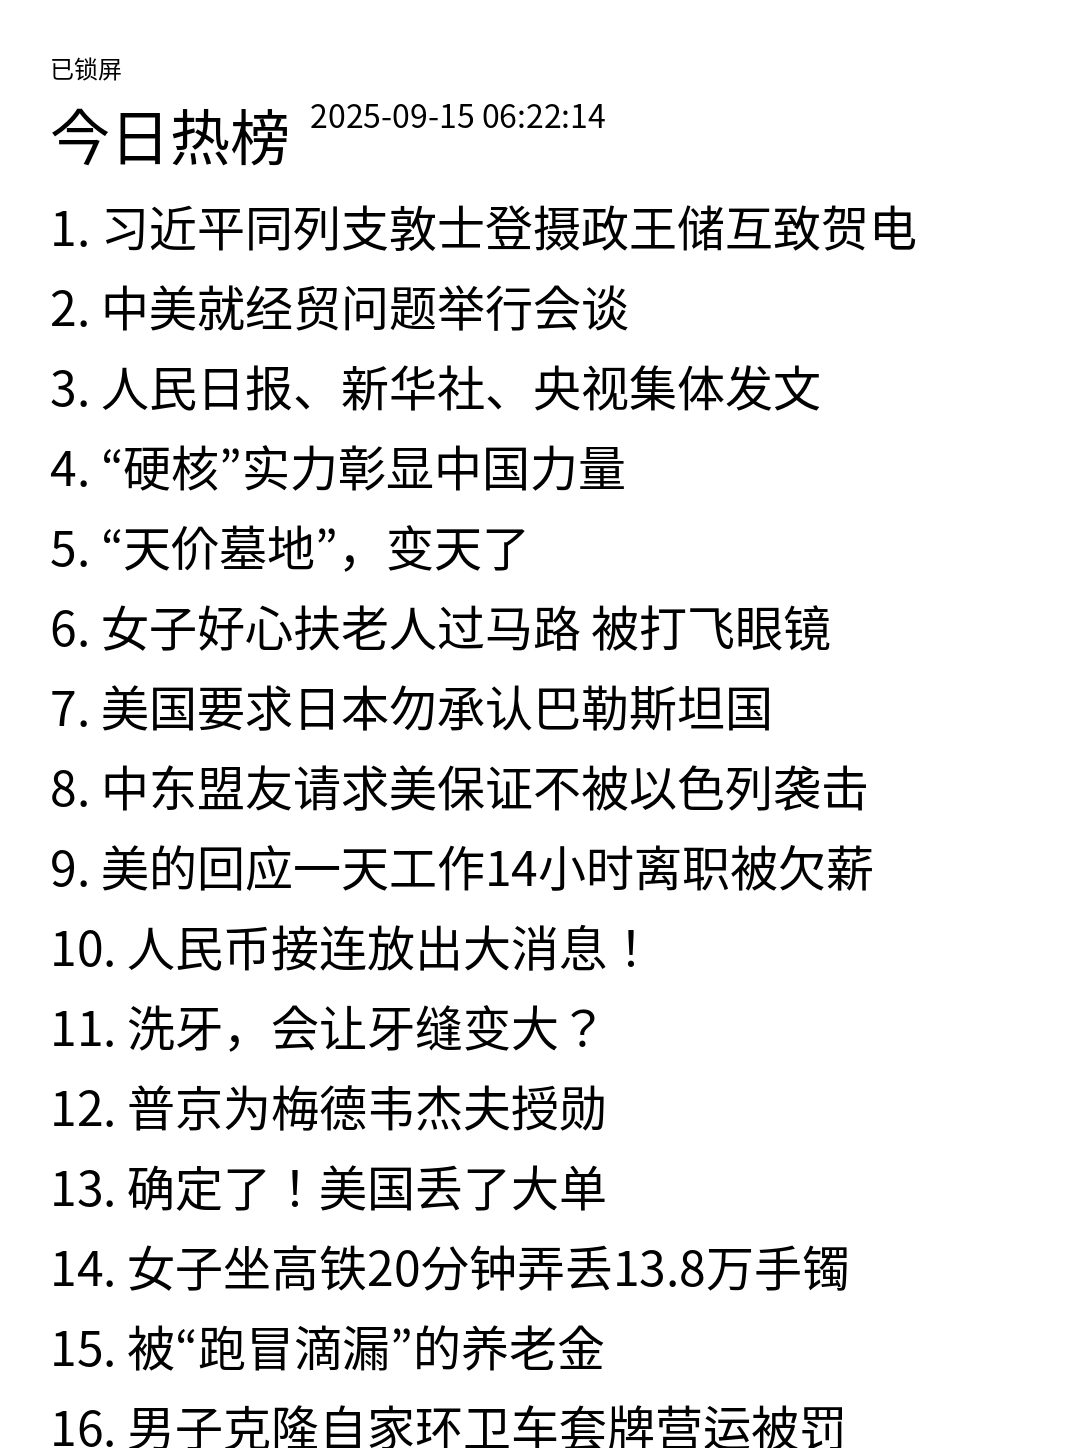 已锁屏
今日热榜 2025-09-15 06:22:14
1. 习近平同列支敦士登摄政王储互致贺电
2. 中美就经贸问题举行会谈
3. 人民日报、新华社、央视集体发文
4. “硬核”实力彰显中国力量
5. “天价墓地”，变天了
6. 女子好心扶老人过马路 被打飞眼镜
7. 美国要求日本勿承认巴勒斯坦国
8. 中东盟友请求美保证不被以色列袭击
9. 美的回应一天工作14小时离职被欠薪
10. 人民币接连放出大消息！
11. 洗牙，会让牙缝变大？
12. 普京为梅德韦杰夫授勋
13. 确定了！美国丢了大单
14. 女子坐高铁20分钟弄丢13.8万手镯
15. 被“跑冒滴漏”的养老金
16. 男子克隆自家环卫车套牌营运被罚